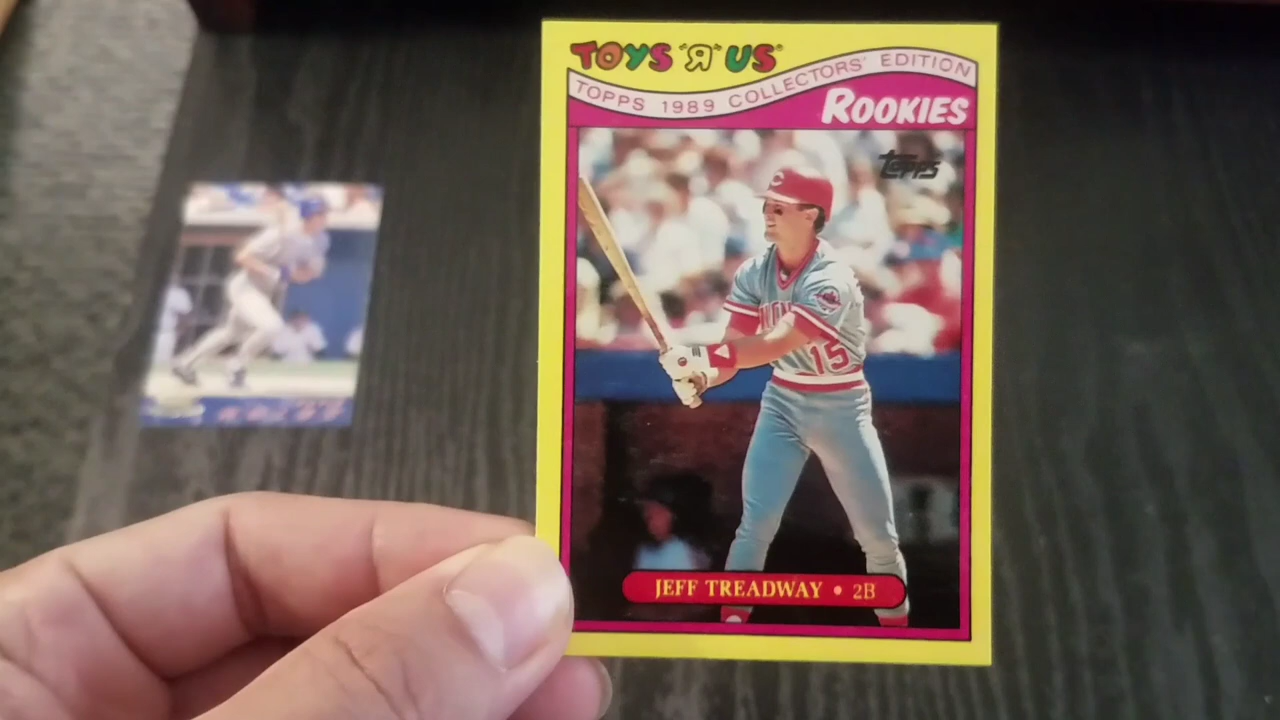 TOYS "R" US
TOPPS 1989 COLLECTORS' EDITION
ROOKIES
Topps
C
15
JEFF TREADWAY • 2B